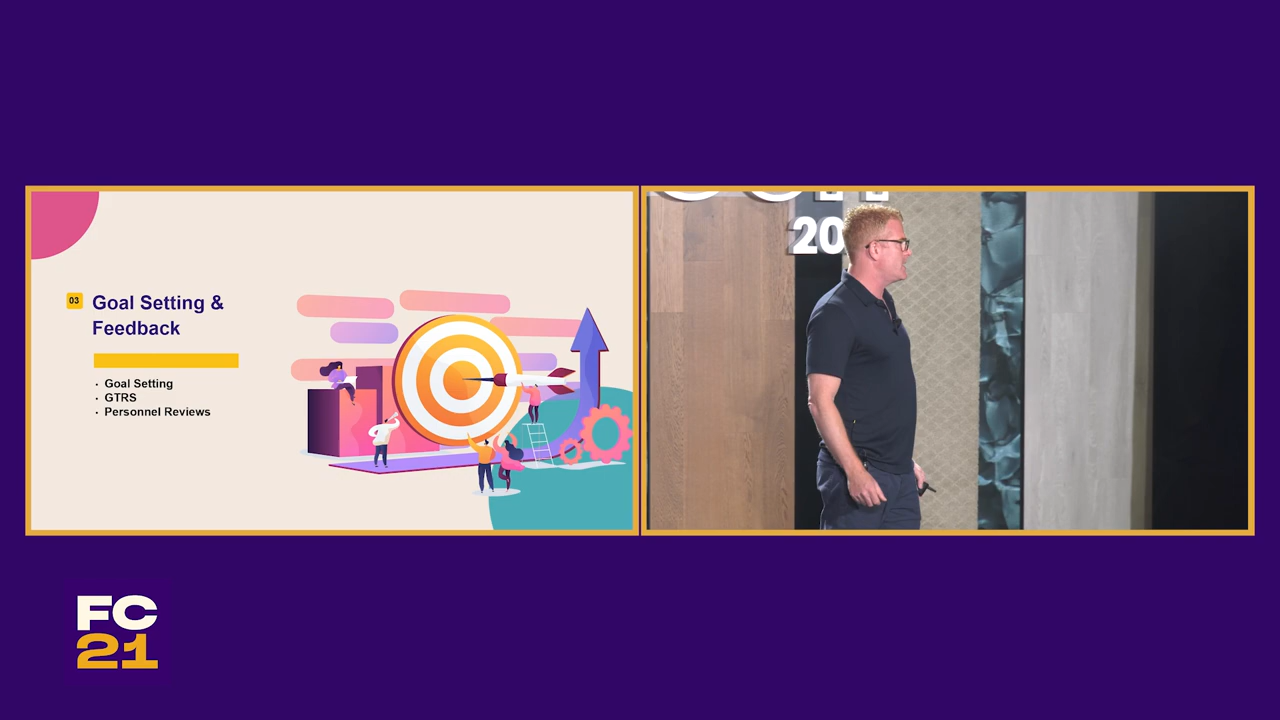 03
Goal Setting &
Feedback
· Goal Setting
· GTRS
· Personnel Reviews
20
FC
21